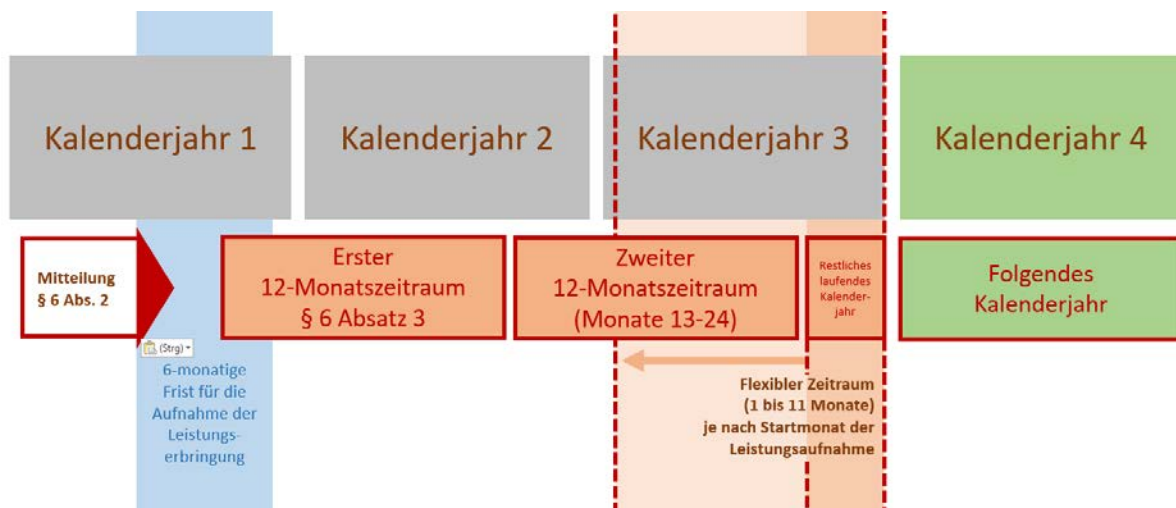 Kalenderjahr 1
Kalenderjahr 2
Kalenderjahr 3
Kalenderjahr 4
Mitteilung
§ 6 Abs. 2
Erster
12-Monatszeitraum
§ 6 Absatz 3
Zweiter
12-Monatszeitraum
(Monate 13-24)
Restliches
laufendes
Kalender-
jahr
Folgendes
Kalenderjahr
(Strg)
6-monatige
Frist für die
Aufnahme der
Leistungs-
erbringung
Flexibler Zeitraum
(1 bis 11 Monate)
je nach Startmonat der
Leistungsaufnahme